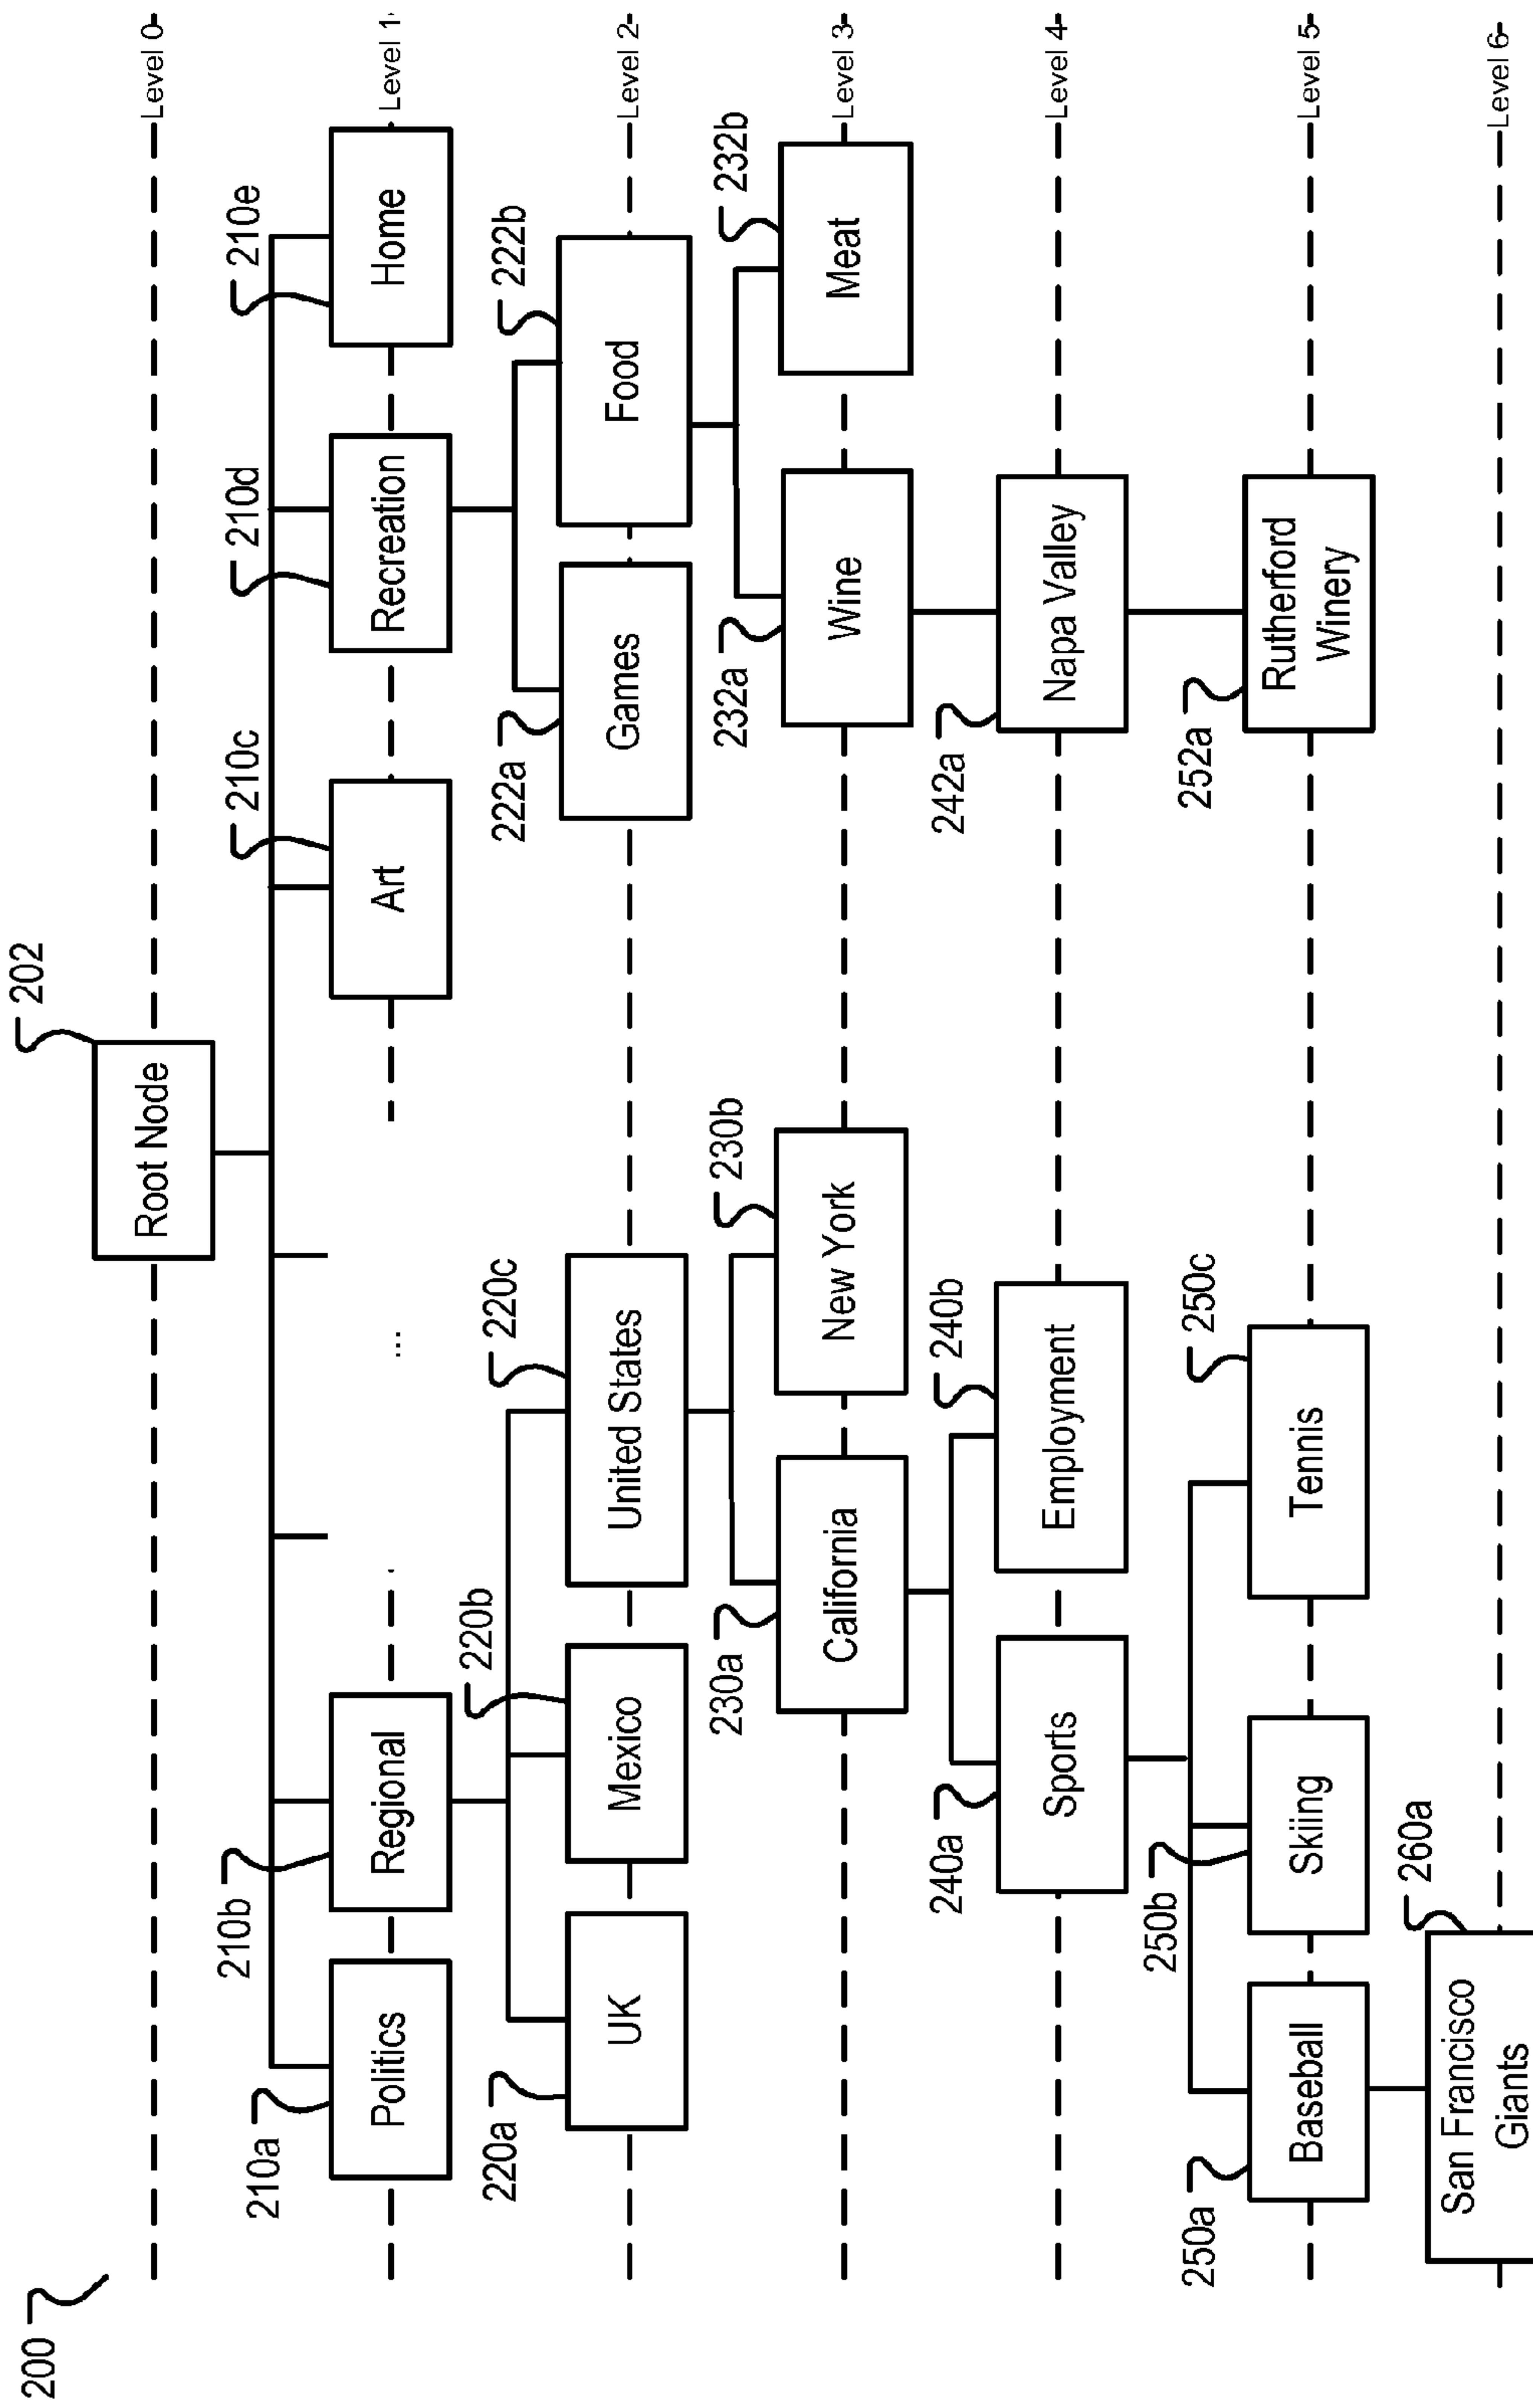 200
202
Root Node
Level 0
210a
210b
210c
210d
210e
Politics
Regional
...
Art
Recreation
Home
Level 1
220a
220b
220c
222a
222b
UK
Mexico
United States
Games
Food
Level 2
230a
230b
232a
232b
California
New York
Wine
Meat
Level 3
240a
240b
242a
Sports
Employment
Napa Valley
Level 4
250a
250b
250c
252a
Baseball
Skiing
Tennis
Rutherford
Winery
Level 5
260a
San Francisco
Giants
Level 6